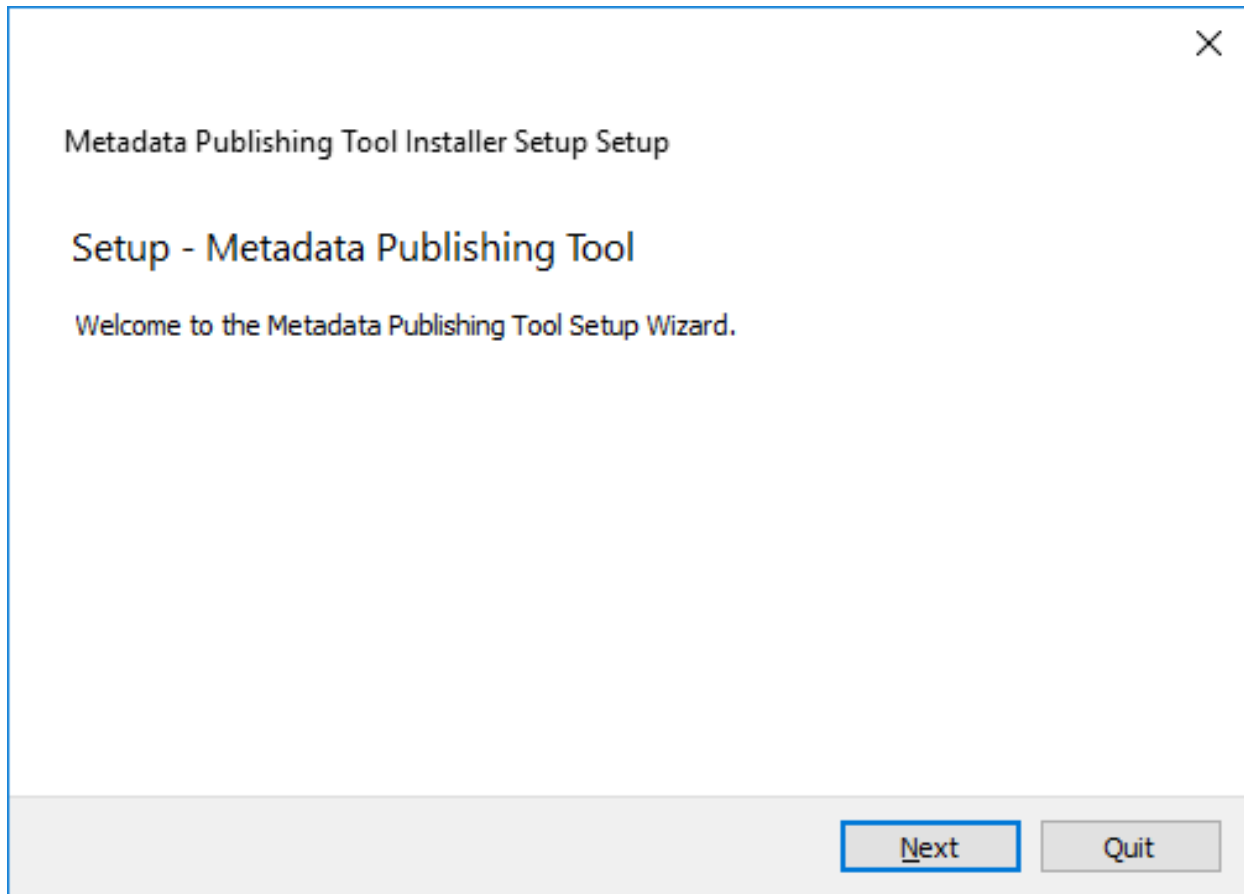 Metadata Publishing Tool Installer Setup Setup
Setup - Metadata Publishing Tool
Welcome to the Metadata Publishing Tool Setup Wizard.
Next Quit